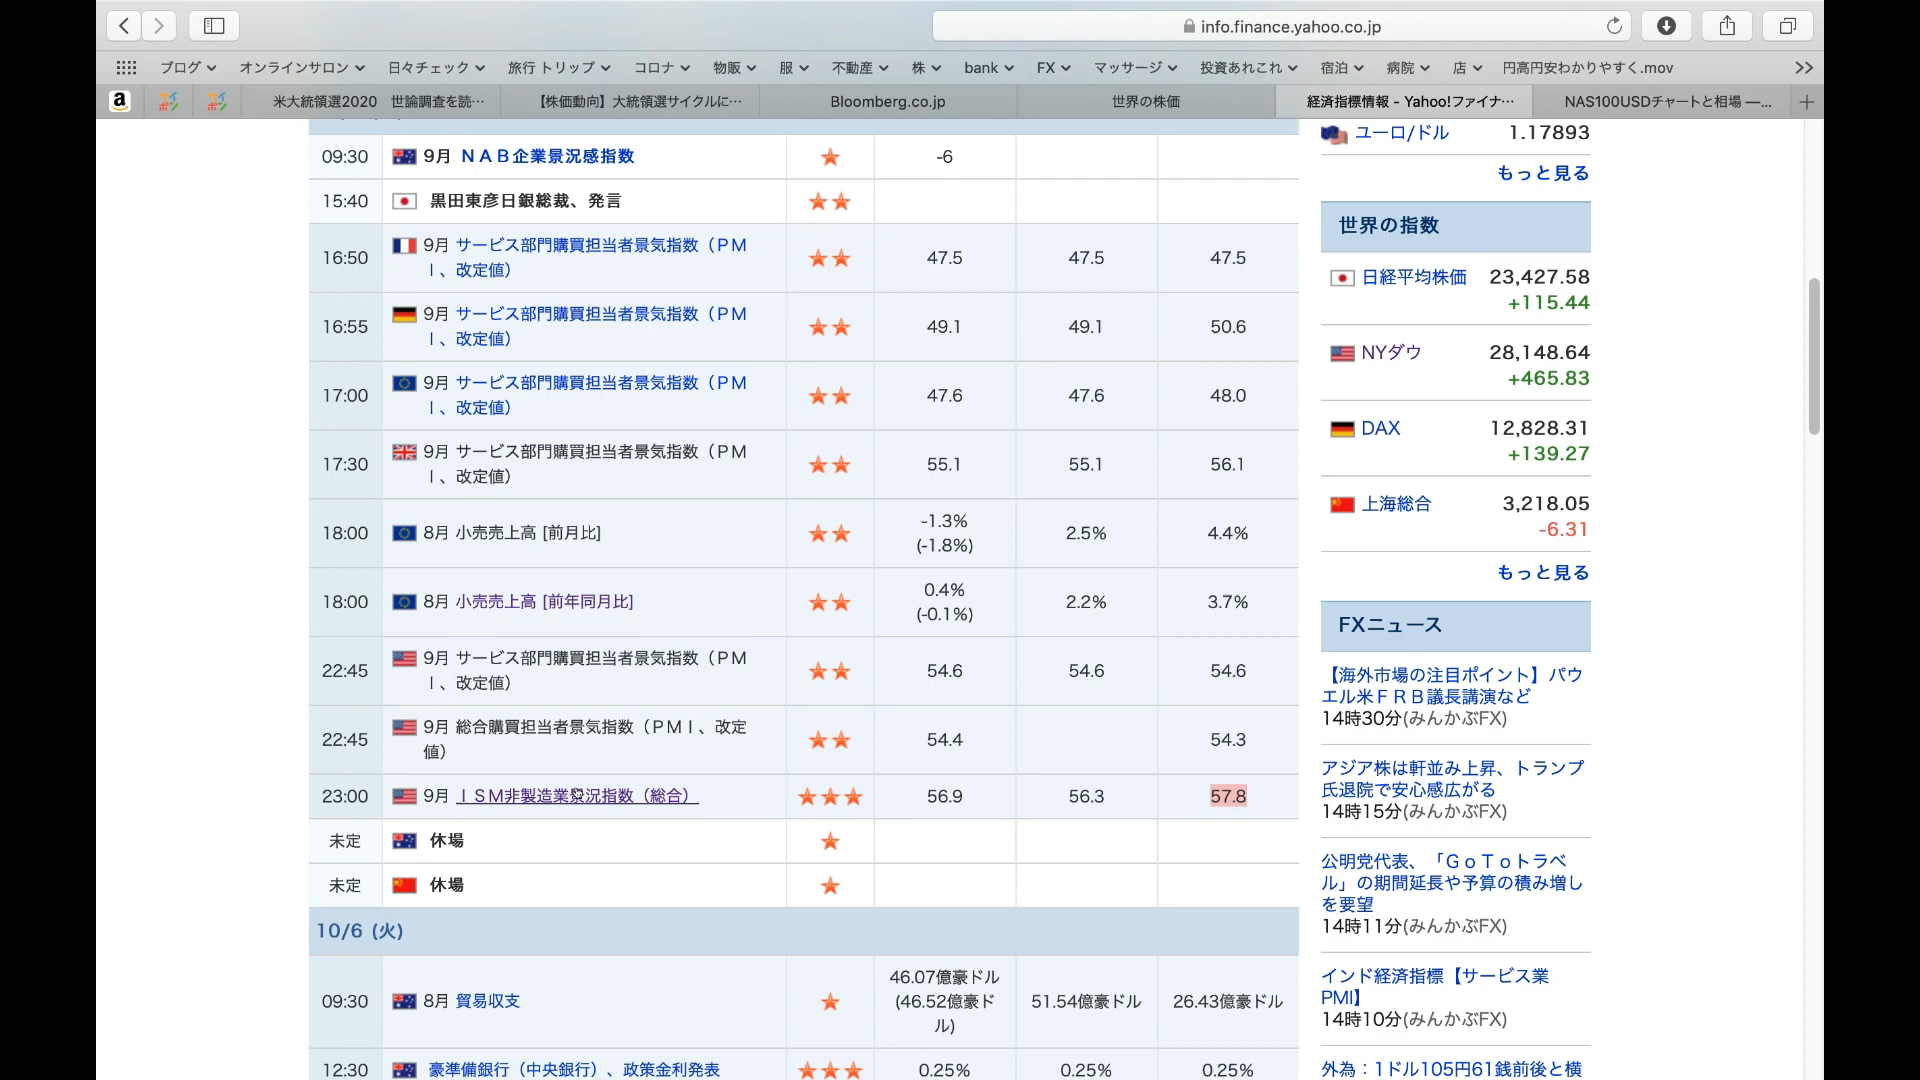 info.finance.yahoo.co.jp
ブログ オンラインサロン 日々チェック 旅行 トリップ コロナ 物販 服 不動産 株 bank FX マッサージ 投資あれこれ 宿泊 病院 店 円高円安わかりやすく.mov
米大統領選2020 世論調査を読… 【株価動向】大統領選サイクルに… Bloomberg.co.jp 世界の株価 経済指標情報 - Yahoo!ファイナ… NAS100USDチャートと相場 —…
09:30 9月 ＮＡＢ企業景況感指数 -6
15:40 黒田東彦日銀総裁、発言
16:50 9月 サービス部門購買担当者景気指数（ＰＭ
Ｉ、改定値） 47.5 47.5 47.5
16:55 9月 サービス部門購買担当者景気指数（ＰＭ
Ｉ、改定値） 49.1 49.1 50.6
17:00 9月 サービス部門購買担当者景気指数（ＰＭ
Ｉ、改定値） 47.6 47.6 48.0
17:30 9月 サービス部門購買担当者景気指数（ＰＭ
Ｉ、改定値） 55.1 55.1 56.1
18:00 8月 小売売上高 [前月比] -1.3%
(-1.8%) 2.5% 4.4%
18:00 8月 小売売上高 [前年同月比] 0.4%
(-0.1%) 2.2% 3.7%
22:45 9月 サービス部門購買担当者景気指数（ＰＭ
Ｉ、改定値） 54.6 54.6 54.6
22:45 9月 総合購買担当者景気指数（ＰＭＩ、改定
値） 54.4 54.3
23:00 9月 ＩＳＭ非製造業景況指数（総合） 56.9 56.3 57.8
未定 休場
未定 休場
10/6 (火)
09:30 8月 貿易収支 46.07億豪ドル
(46.52億豪ド
ル) 51.54億豪ドル 26.43億豪ドル
12:30 豪準備銀行（中央銀行）、政策金利発表 0.25% 0.25% 0.25%
ユーロ/ドル 1.17893
もっと見る
世界の指数
日経平均株価 23,427.58
+115.44
NYダウ 28,148.64
+465.83
DAX 12,828.31
+139.27
上海総合 3,218.05
-6.31
もっと見る
FXニュース
【海外市場の注目ポイント】パウ
エル米ＦＲＢ議長講演など
14時30分(みんかぶFX)
アジア株は軒並み上昇、トランプ
氏退院で安心感広がる
14時15分(みんかぶFX)
公明党代表、「ＧｏＴｏトラベ
ル」の期間延長や予算の積み増し
を要望
14時11分(みんかぶFX)
インド経済指標【サービス業
PMI】
14時10分(みんかぶFX)
外為：1ドル105円61銭前後と横